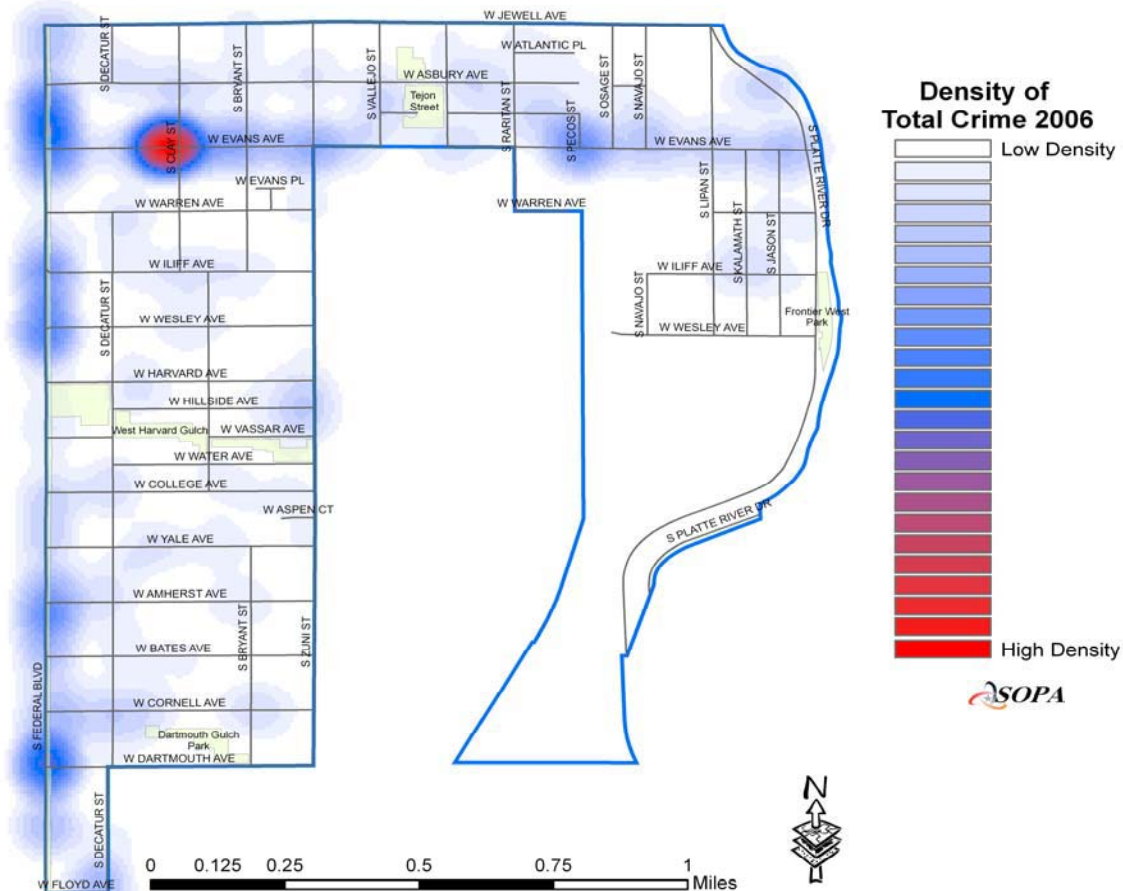 W JEWELL AVE
S DECATUR ST
S BRYANT ST
S VALLEJO ST
W ATLANTIC PL
S OSAGE ST
S NAVAJO ST
W ASBURY AVE
Tejon
Street
S RARITAN ST
S PECOS ST
S CLAY ST
W EVANS AVE
W EVANS AVE
S PLATTE RIVER DR
W EVANS PL
W WARREN AVE
W WARREN AVE
S LIPAN ST
S KALAMATH ST
S JASON ST
W ILIFF AVE
W ILIFF AVE
S DECATUR ST
S NAVAJO ST
W WESLEY AVE
W WESLEY AVE
Frontier West
Park
W HARVARD AVE
W HILLSIDE AVE
West Harvard Gulch
W VASSAR AVE
W WATER AVE
W COLLEGE AVE
W ASPEN CT
W YALE AVE
S PLATTE RIVER DR
W AMHERST AVE
S BRYANT ST
S ZUNI ST
W BATES AVE
S FEDERAL BLVD
W CORNELL AVE
Dartmouth Gulch
Park
W DARTMOUTH AVE
S DECATUR ST
W FLOYD AVE
Density of
Total Crime 2006
Low Density
High Density
SOPA
N
0 0.125 0.25 0.5 0.75 1
Miles